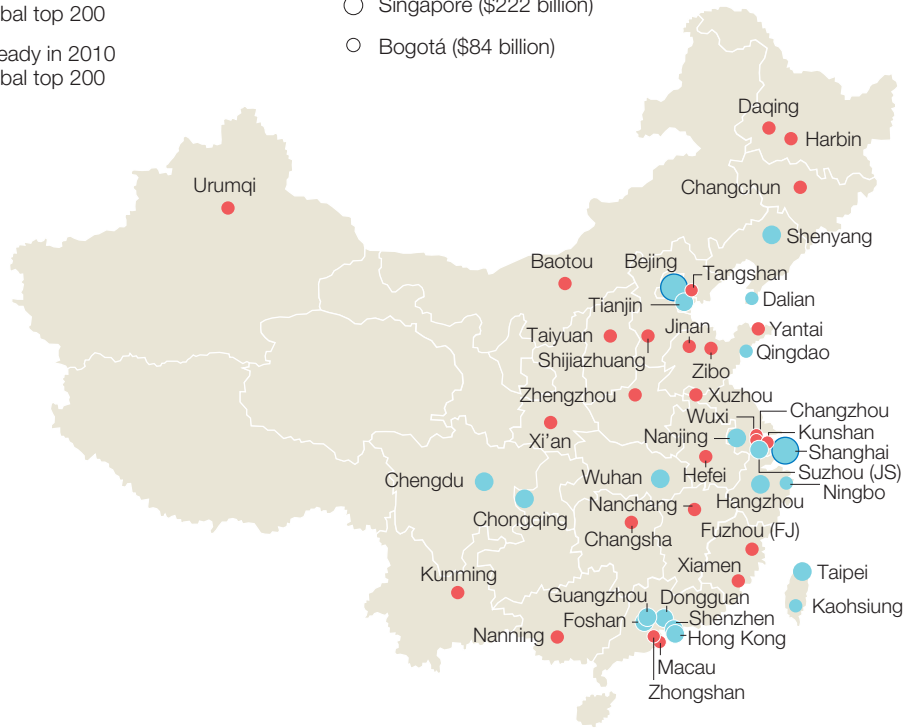 bal top 200
eady in 2010
bal top 200
Singapore ($222 billion)
Bogotá ($84 billion)
Daqing
Harbin
Urumqi
Changchun
Shenyang
Baotou
Bejing
Tangshan
Tianjin
Dalian
Taiyuan
Jinan
Yantai
Shijiazhuang
Qingdao
Zibo
Zhengzhou
Xuzhou
Wuxi
Changzhou
Xi'an
Nanjing
Kunshan
Shanghai
Chengdu
Wuhan
Hefei
Suzhou (JS)
Hangzhou
Ningbo
Chongqing
Nanchang
Changsha
Fuzhou (FJ)
Xiamen
Taipei
Kunming
Guangzhou
Dongguan
Kaohsiung
Foshan
Shenzhen
Nanning
Hong Kong
Macau
Zhongshan